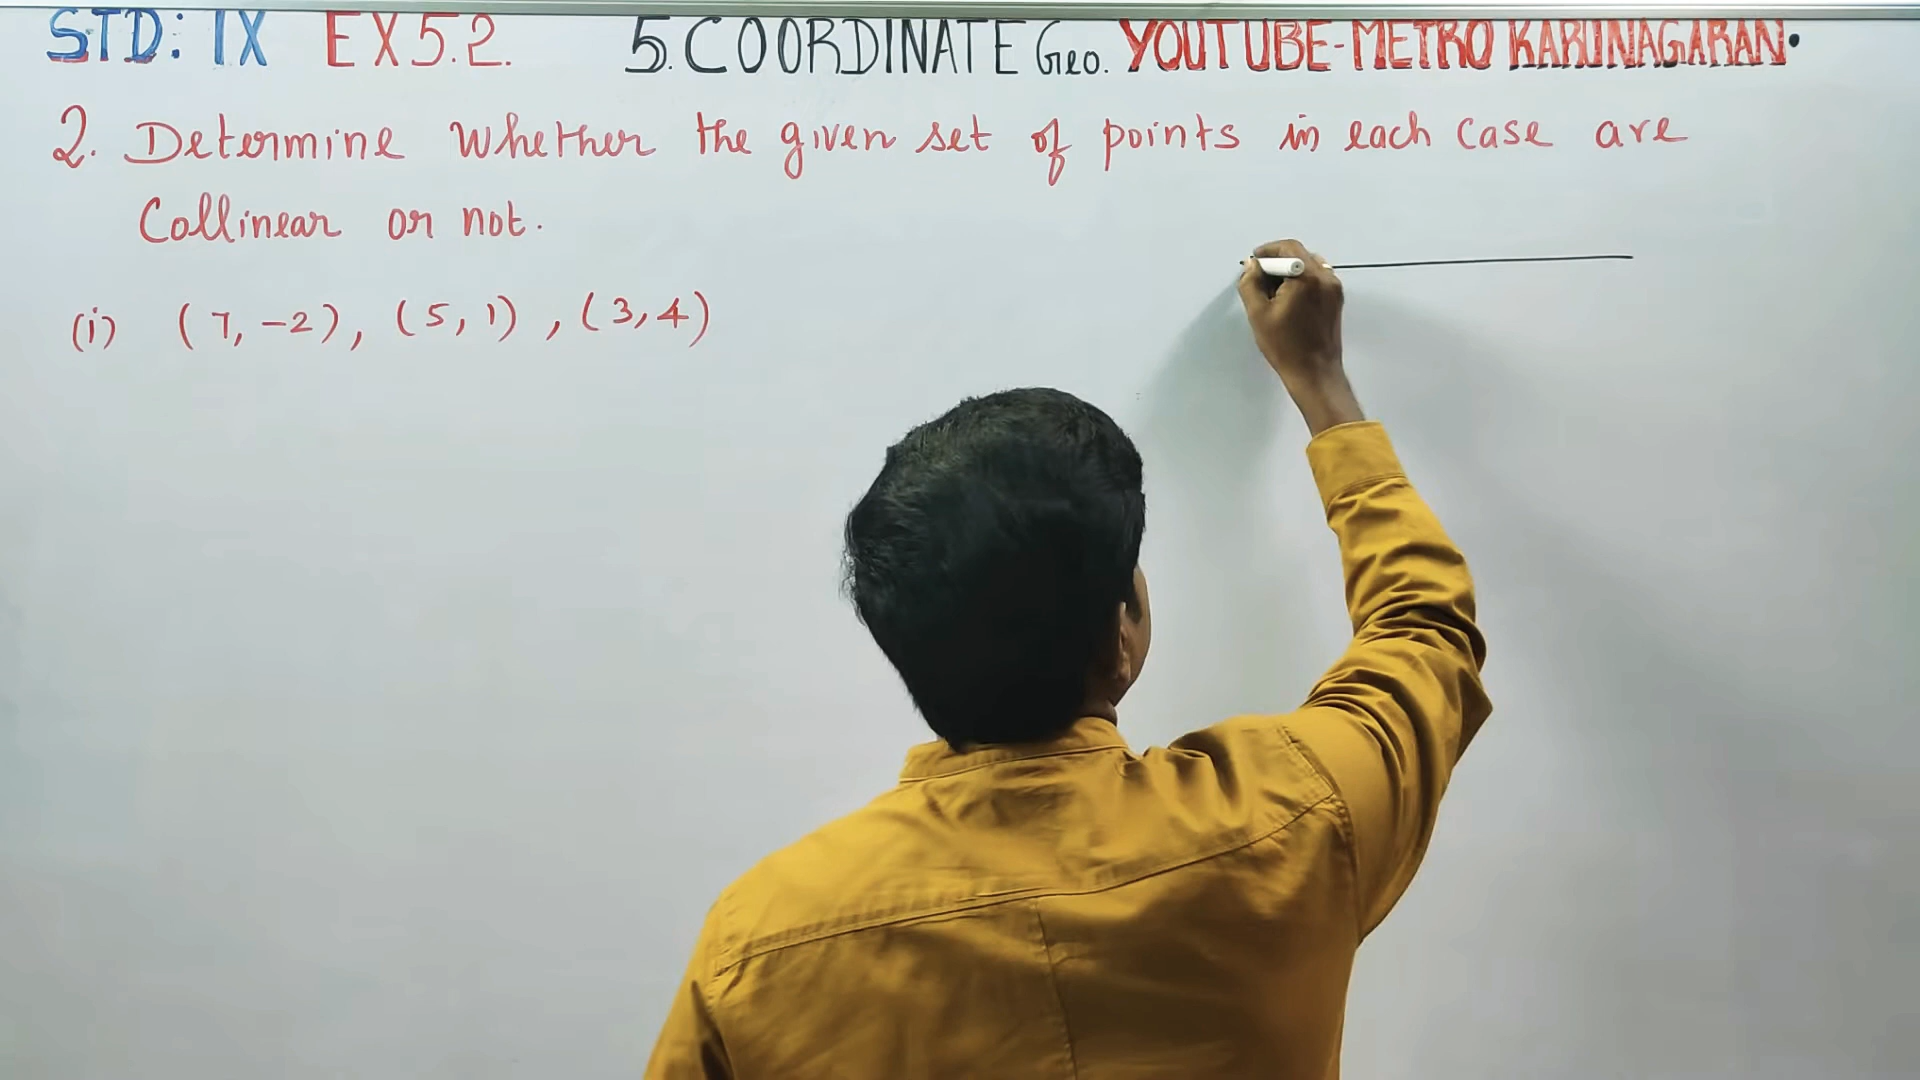 STD: IX EX 5.2. 5. COORDINATE Geo. YOUTUBE-METRO KARUNAGARAN.
2. Determine whether the given set of points in each case are
Collinear or not.
(i) (7, -2), (5, 1), (3, 4)